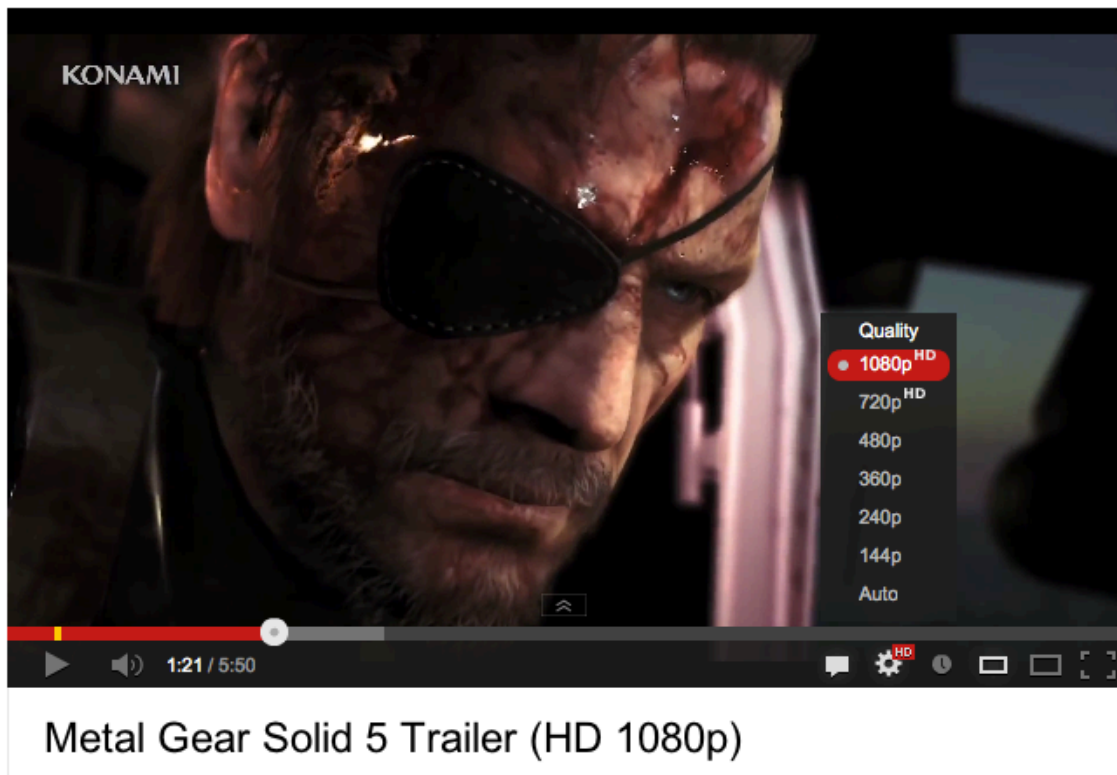 KONAMI
Quality
1080p HD
720p HD
480p
360p
240p
144p
Auto
1:21 / 5:50
HD
Metal Gear Solid 5 Trailer (HD 1080p)